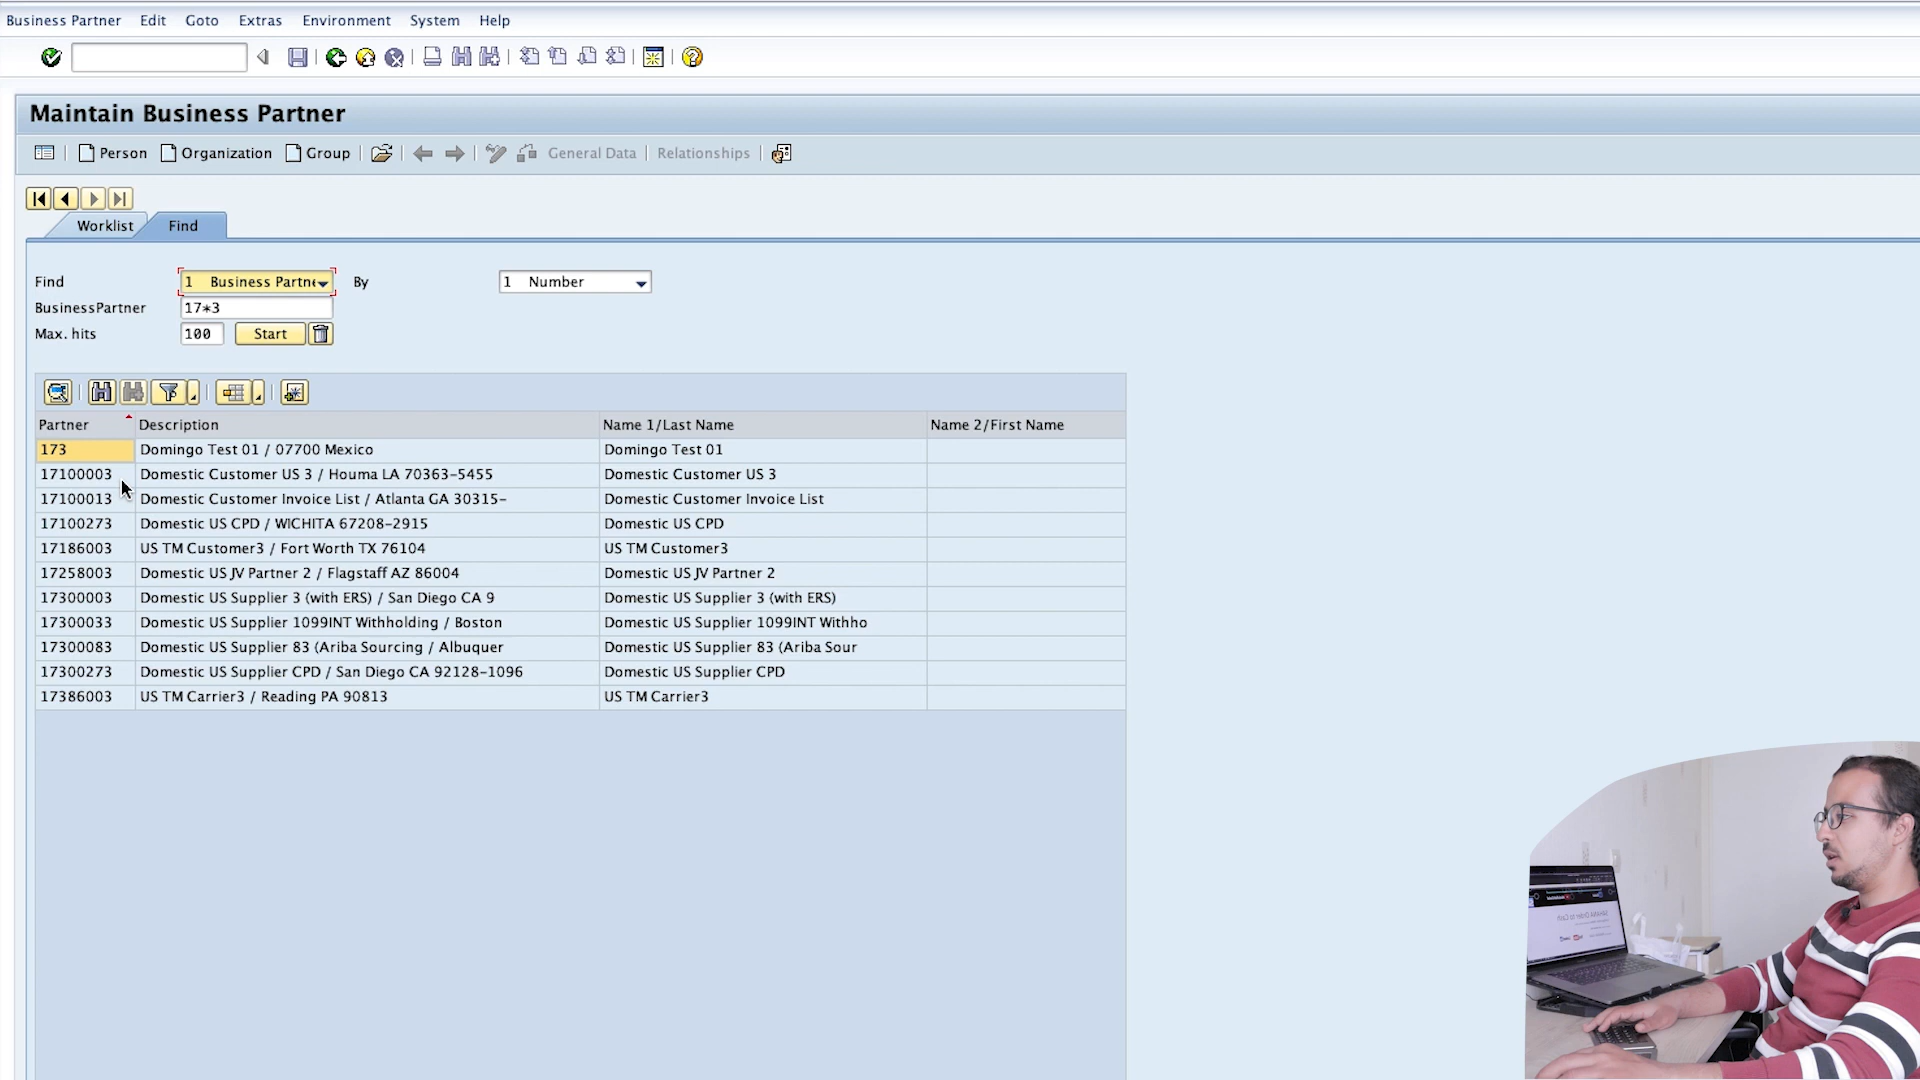 Business Partner Edit Goto Extras Environment System Help
Maintain Business Partner
Person Organization Group General Data Relationships
Worklist Find
Find 1 Business Partne By 1 Number
BusinessPartner 17*3
Max. hits 100 Start
Partner Description Name 1/Last Name Name 2/First Name
173 Domingo Test 01 / 07700 Mexico Domingo Test 01
17100003 Domestic Customer US 3 / Houma LA 70363-5455 Domestic Customer US 3
17100013 Domestic Customer Invoice List / Atlanta GA 30315- Domestic Customer Invoice List
17100273 Domestic US CPD / WICHITA 67208-2915 Domestic US CPD
17186003 US TM Customer3 / Fort Worth TX 76104 US TM Customer3
17258003 Domestic US JV Partner 2 / Flagstaff AZ 86004 Domestic US JV Partner 2
17300003 Domestic US Supplier 3 (with ERS) / San Diego CA 9 Domestic US Supplier 3 (with ERS)
17300033 Domestic US Supplier 1099INT Withholding / Boston Domestic US Supplier 1099INT Withho
17300083 Domestic US Supplier 83 (Ariba Sourcing / Albuquer Domestic US Supplier 83 (Ariba Sour
17300273 Domestic US Supplier CPD / San Diego CA 92128-1096 Domestic US Supplier CPD
17386003 US TM Carrier3 / Reading PA 90813 US TM Carrier3